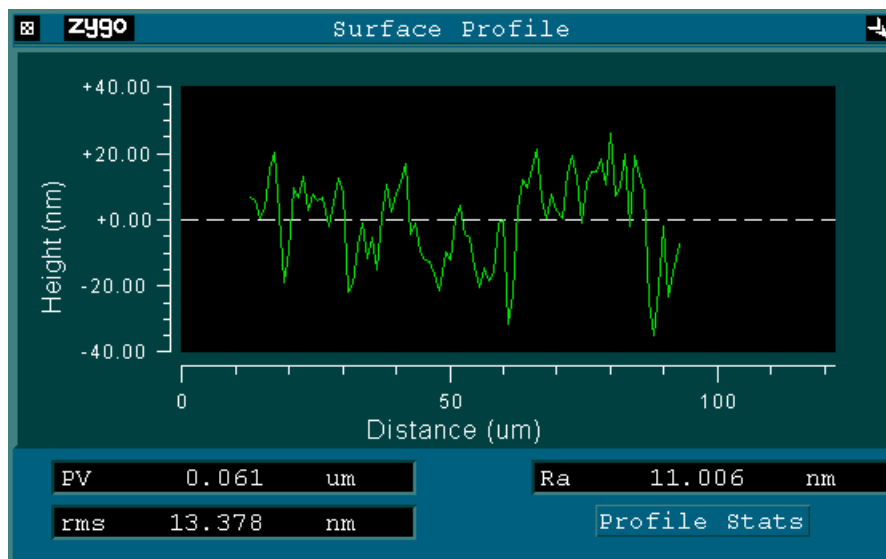 zygo Surface Profile
+40.00
+20.00
+0.00
-20.00
-40.00
Height (nm)
0 50 100
Distance (um)
PV 0.061 um Ra 11.006 nm
rms 13.378 nm Profile Stats